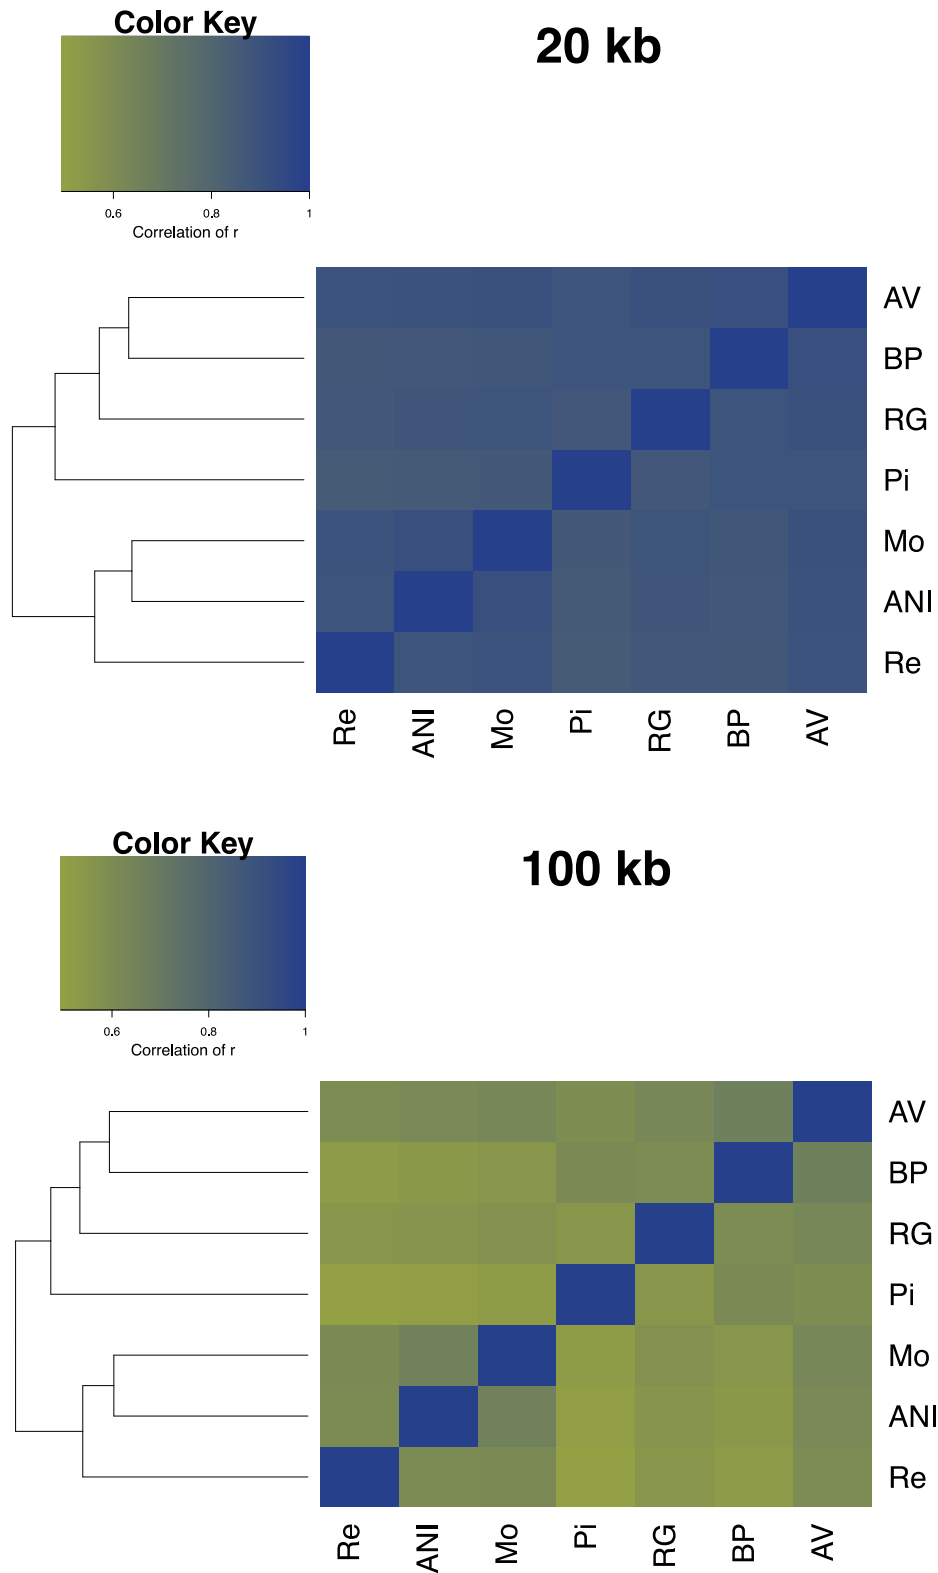 Color Key
20 kb
0.6 0.8 1
Correlation of r
AV
BP
RG
Pi
Mo
ANI
Re
Re ANI Mo Pi RG BP AV
Color Key
100 kb
0.6 0.8 1
Correlation of r
AV
BP
RG
Pi
Mo
ANI
Re
Re ANI Mo Pi RG BP AV